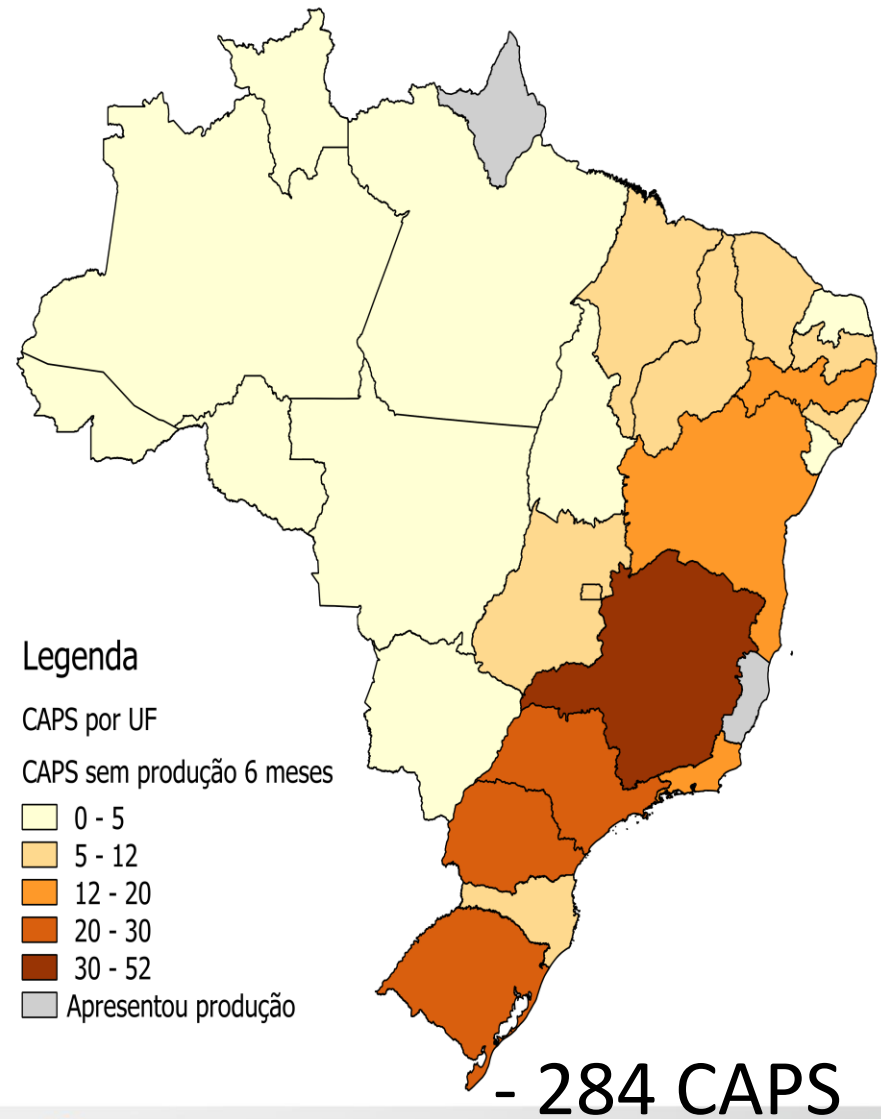 Legenda
CAPS por UF
CAPS sem produção 6 meses
0 - 5
5 - 12
12 - 20
20 - 30
30 - 52
Apresentou produção
- 284 CAPS